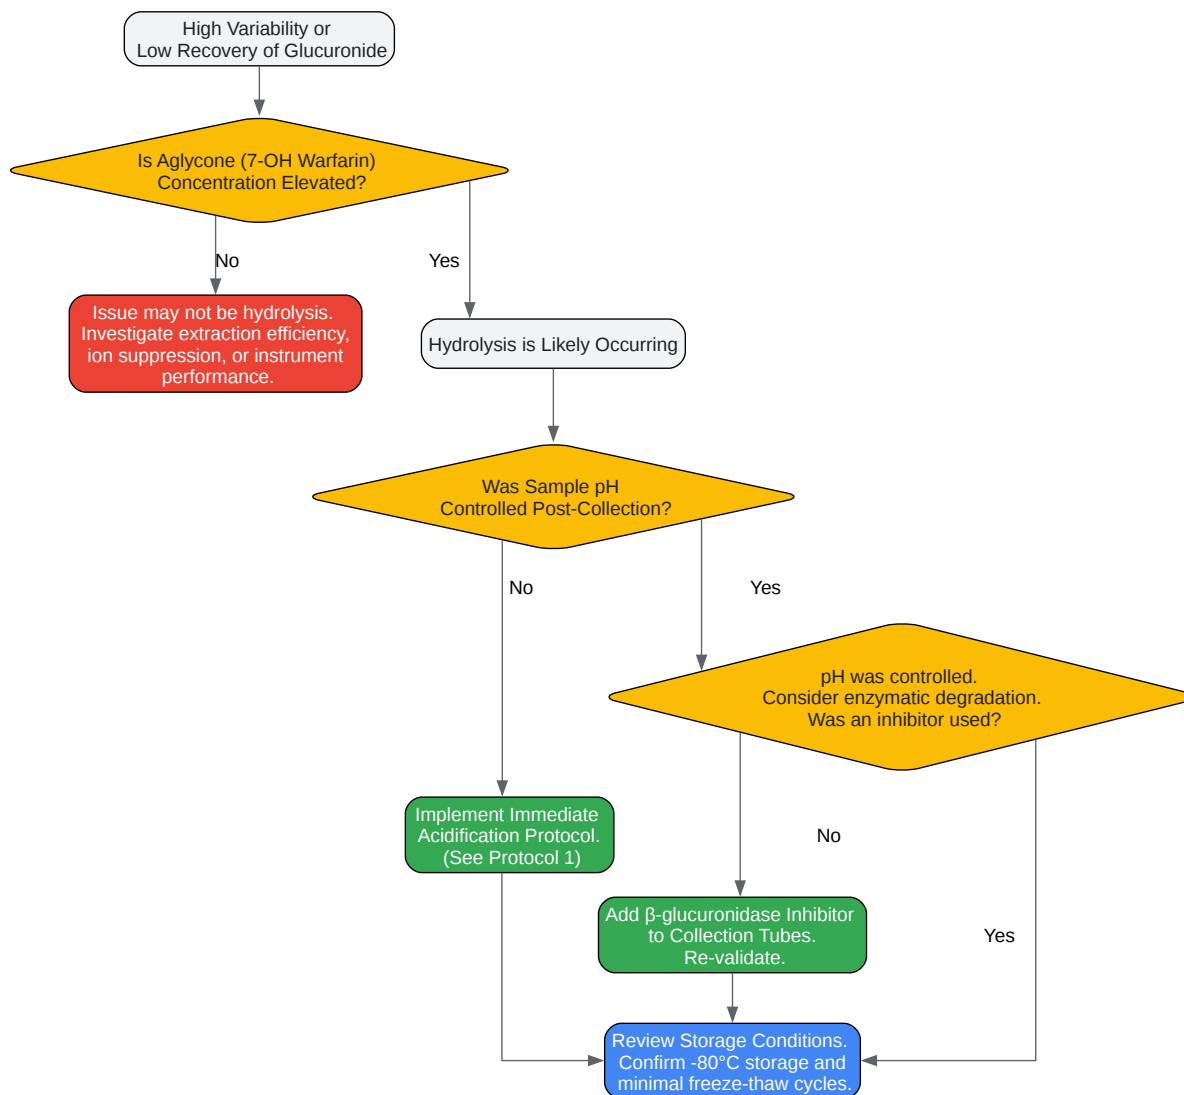 High Variability or
Low Recovery of Glucuronide
Is Aglycone (7-OH Warfarin)
Concentration Elevated?
No
Yes
Issue may not be hydrolysis.
Investigate extraction efficiency,
ion suppression, or instrument
performance.
Hydrolysis is Likely Occurring
Was Sample pH
Controlled Post-Collection?
No
Yes
pH was controlled.
Consider enzymatic degradation.
Was an inhibitor used?
Implement Immediate
Acidification Protocol.
(See Protocol 1)
No
Yes
Add β-glucuronidase Inhibitor
to Collection Tubes.
Re-validate.
Review Storage Conditions.
Confirm -80°C storage and
minimal freeze-thaw cycles.